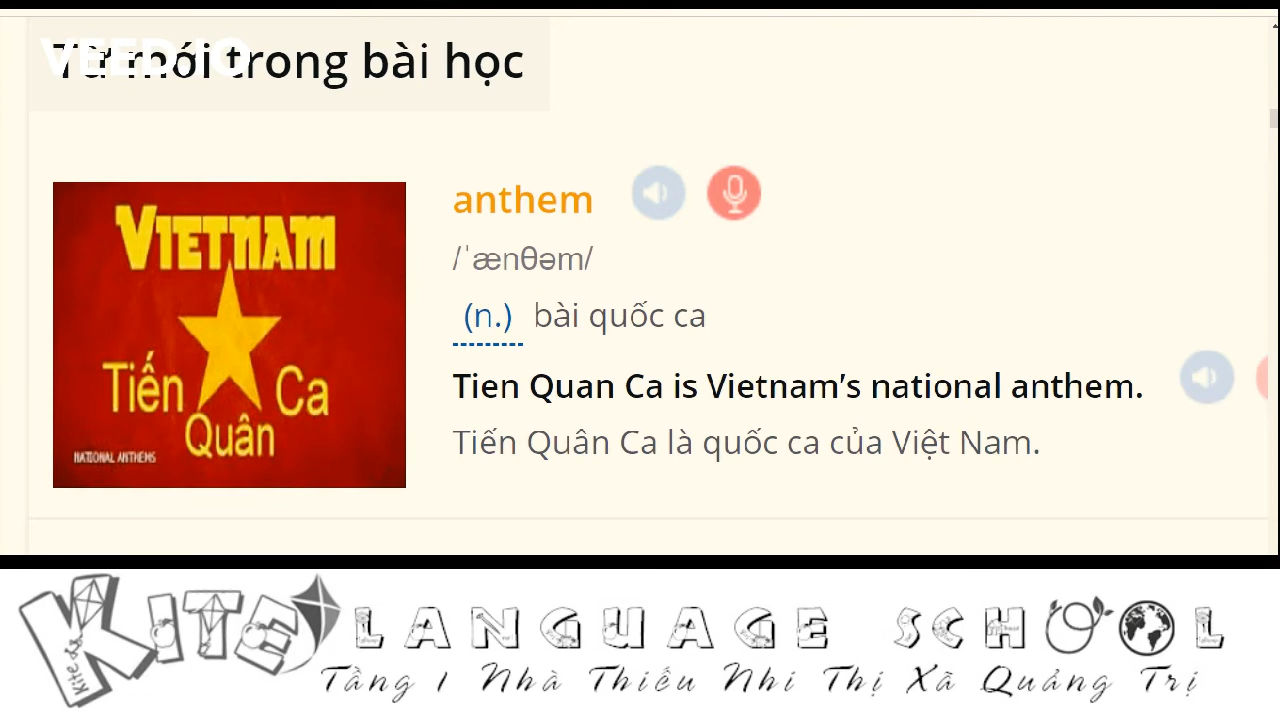 VEED.IO
Từ mới trong bài học
VIETNAM
Tiến Quân Ca
NATIONAL ANTHEMS
anthem
/ˈænθəm/
(n.) bài quốc ca
Tien Quan Ca is Vietnam’s national anthem.
Tiến Quân Ca là quốc ca của Việt Nam.
KITE LANGUAGE SCHOOL
Tầng 1 Nhà Thiếu Nhi Thị Xã Quảng Trị